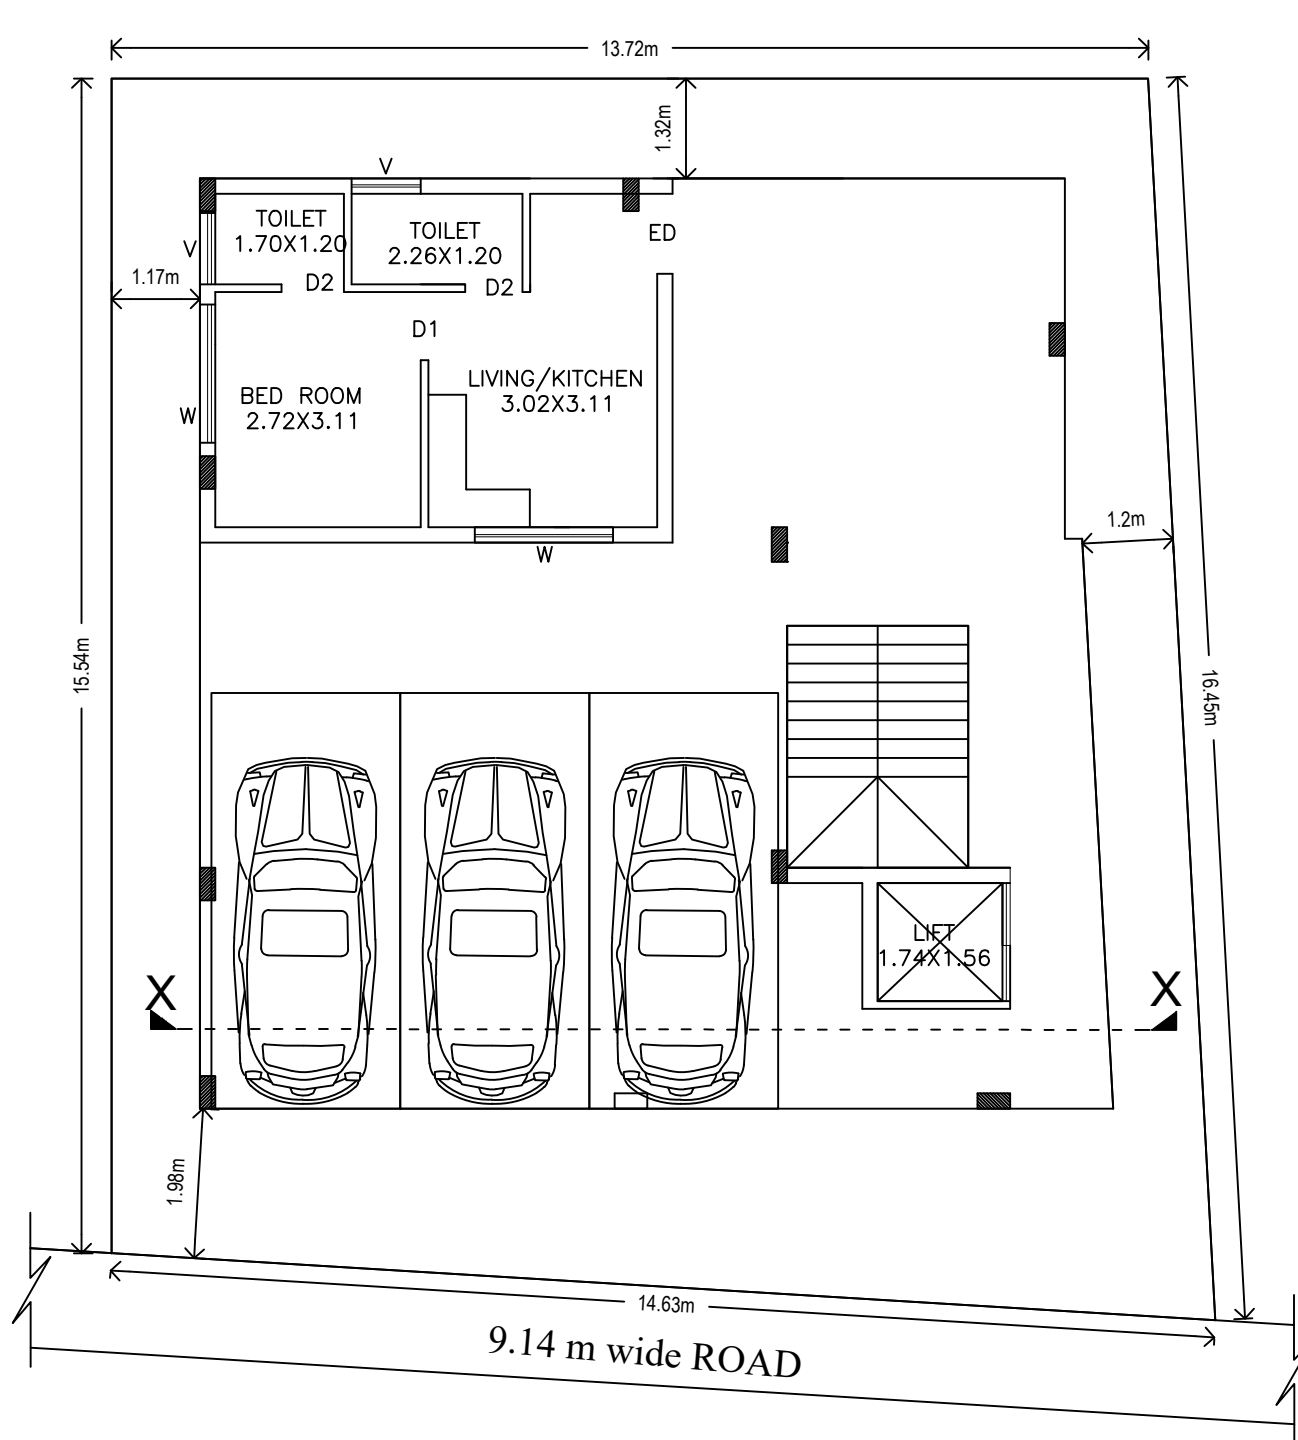 13.72m
1.32m
V
TOILET
1.70X1.20
TOILET
2.26X1.20
ED
V
D2
D2
1.17m
D1
LIVING/KITCHEN
3.02X3.11
BED ROOM
2.72X3.11
W
1.2m
W
15.54m
16.45m
LIFT
1.74X1.56
X
X
1.98m
14.63m
9.14 m wide ROAD